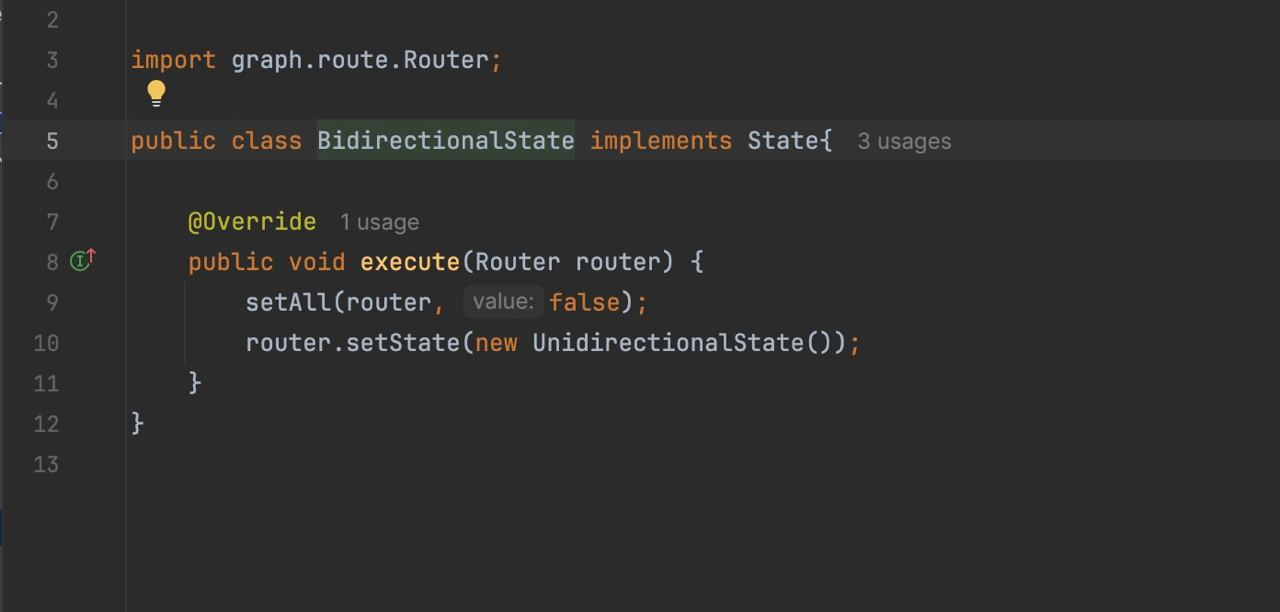 2
3 import graph.route.Router;
4
5 public class BidirectionalState implements State{ 3 usages
6
7 @Override 1 usage
8 public void execute(Router router) {
9 setAll(router, value: false);
10 router.setState(new UnidirectionalState());
11 }
12 }
13